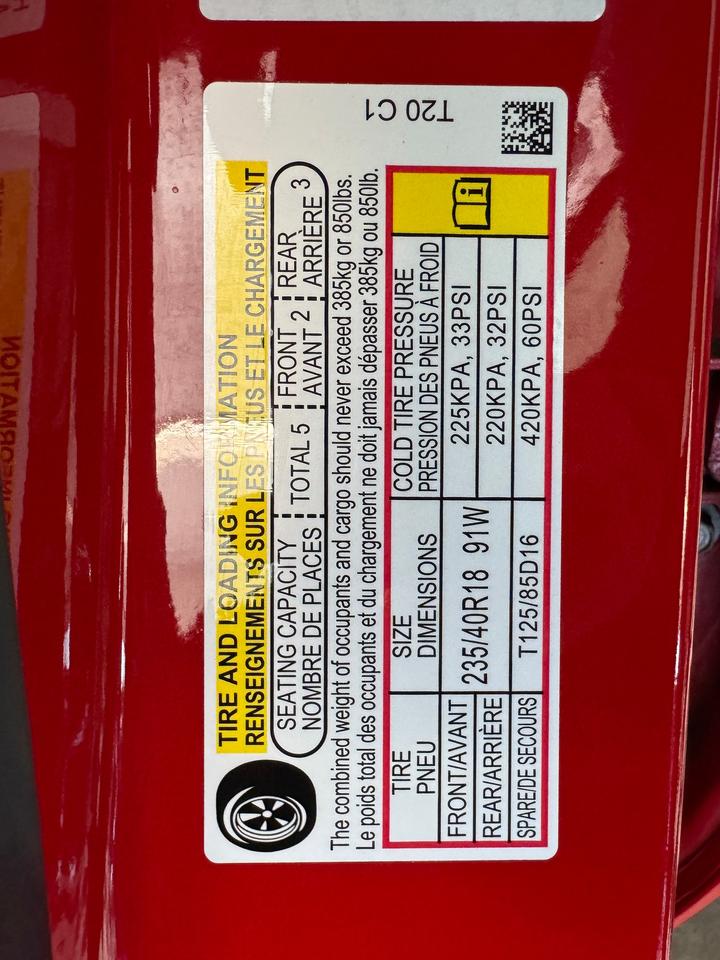 TIRE AND LOADING INFORMATION
RENSEIGNEMENTS SUR LES PNEUS ET LE CHARGEMENT
SEATING CAPACITY
NOMBRE DE PLACES
TOTAL 5
FRONT
AVANT 2
REAR
ARRIÈRE 3
The combined weight of occupants and cargo should never exceed 385kg or 850lbs.
Le poids total des occupants et du chargement ne doit jamais dépasser 385kg ou 850lb.
TIRE
PNEU
SIZE
DIMENSIONS
COLD TIRE PRESSURE
PRESSION DES PNEUS À FROID
FRONT/AVANT
235/40R18 91W
225KPA, 33PSI
REAR/ARRIÈRE
220KPA, 32PSI
SPARE/DE SECOURS
T125/85D16
420KPA, 60PSI
T20 C1